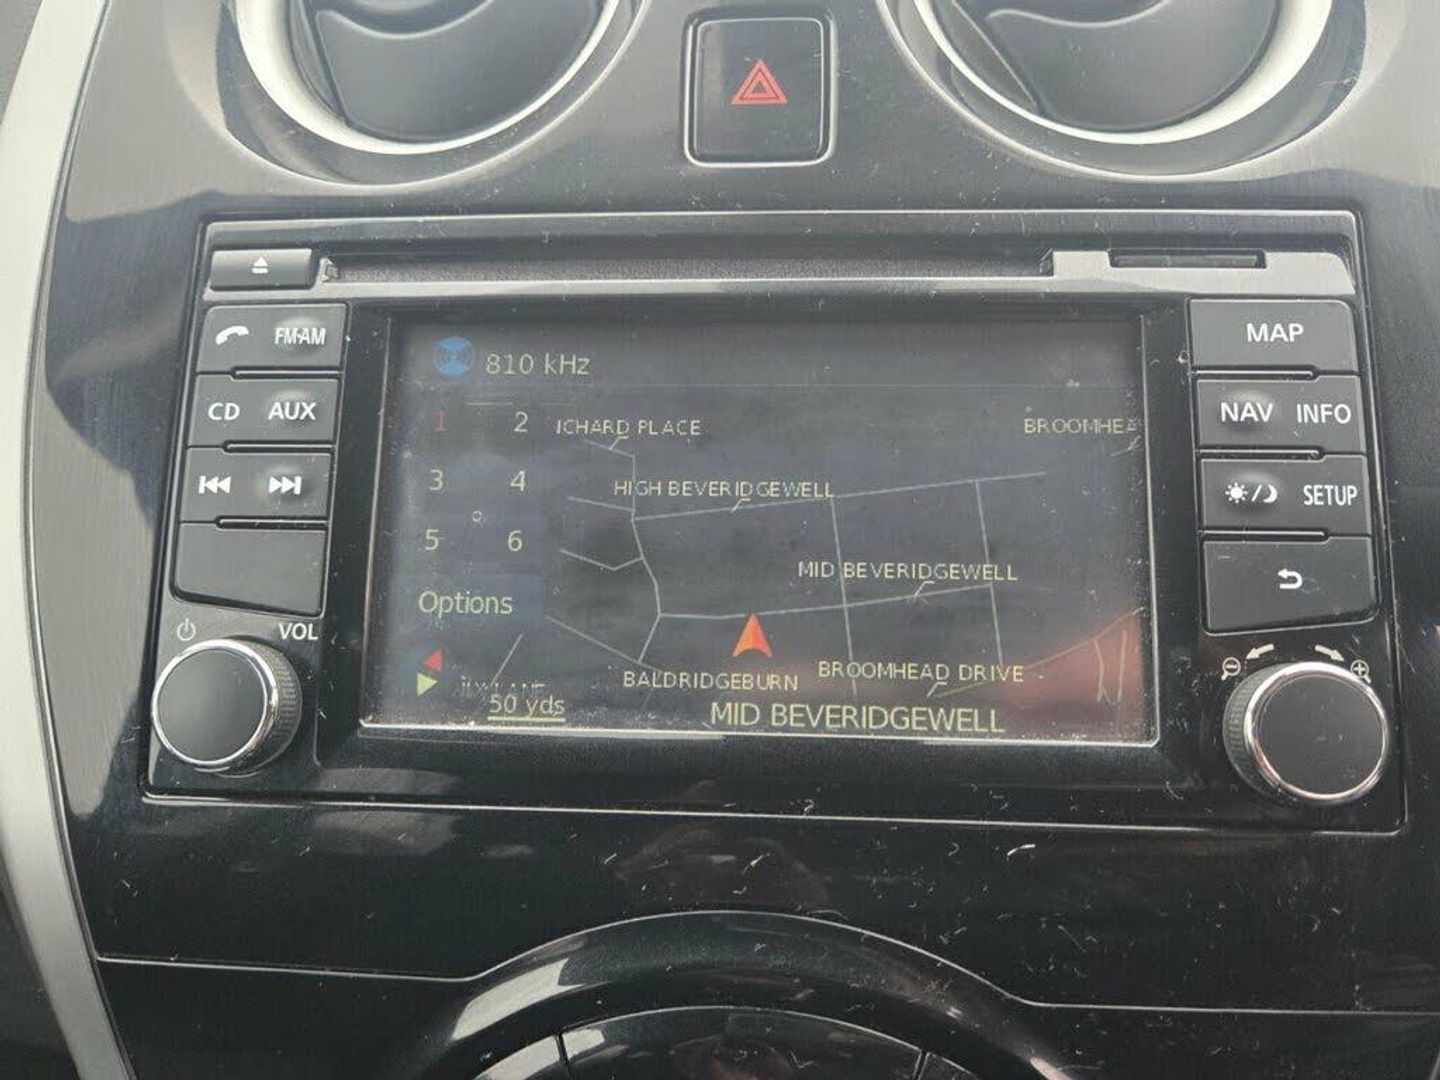 FM·AM
CD AUX
VOL
810 kHz
1 2
3 4
5 6
Options
50 yds
ICHARD PLACE
BROOMHEA
HIGH BEVERIDGEWELL
MID BEVERIDGEWELL
BALDRIDGEBURN
BROOMHEAD DRIVE
MID BEVERIDGEWELL
MAP
NAV INFO
SETUP